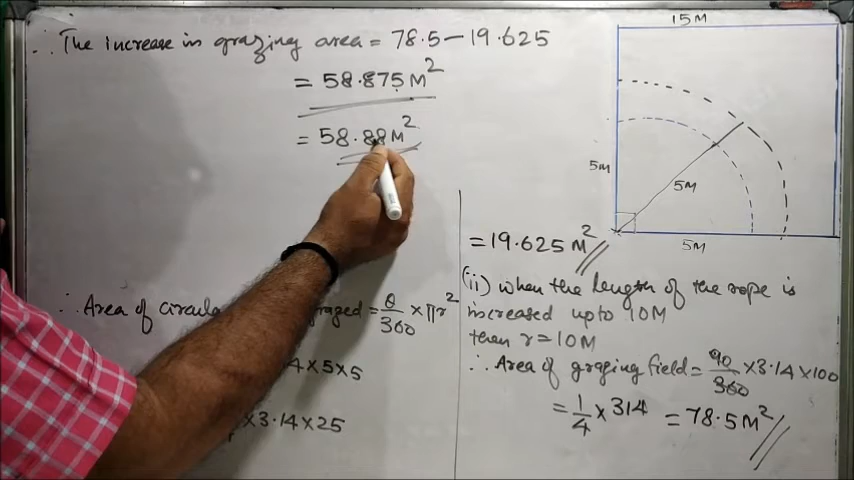 ∴ The increase in grazing area = 78.5 - 19.625
= 58.875 M²
= 58.88 M²
∴ Area of circula grazed = θ/360 × πr²
4×5×5
×3.14×25
15M
5M
5M
5M
= 19.625 M²
(ii) when the length of the rope is
increased upto 10M
then r = 10M
∴ Area of grazing field = 90/360 × 3.14 × 100
= 1/4 × 314 = 78.5 M²